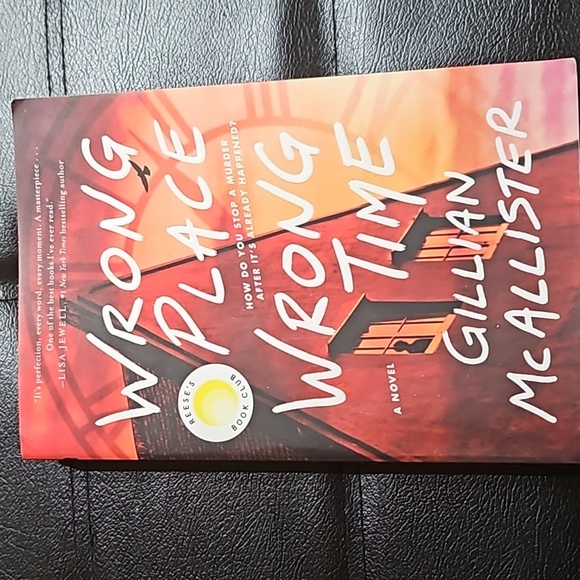 "It's perfection, every word, every moment. A masterpiece . . .
One of the best books I've ever read."
—LISA JEWELL, #1 New York Times bestselling author
WRONG
PLACE
HOW DO YOU STOP A MURDER
AFTER IT'S ALREADY HAPPENED?
WRONG
TIME
REESE'S
BOOK CLUB
A NOVEL
GILLIAN
McALLISTER